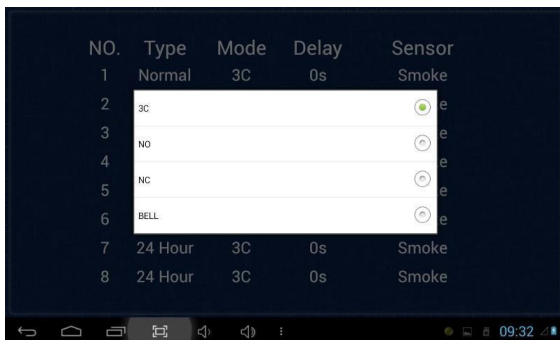 NO. Type Mode Delay Sensor
1 Normal 3C 0s Smoke
2 e
3C
3 e
NO
4 e
NC
5 e
BELL
6 e
7 24 Hour 3C 0s Smoke
8 24 Hour 3C 0s Smoke
09:32